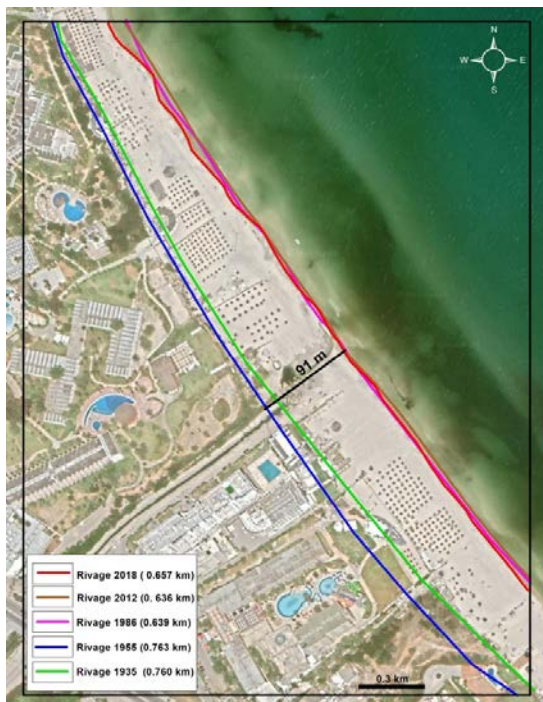 N
W E
S
91 m
Rivage 2018 ( 0.657 km)
Rivage 2012 (0. 636 km)
Rivage 1986 (0.639 km)
Rivage 1955 (0.763 km)
Rivage 1935 (0.760 km)
0.3 km